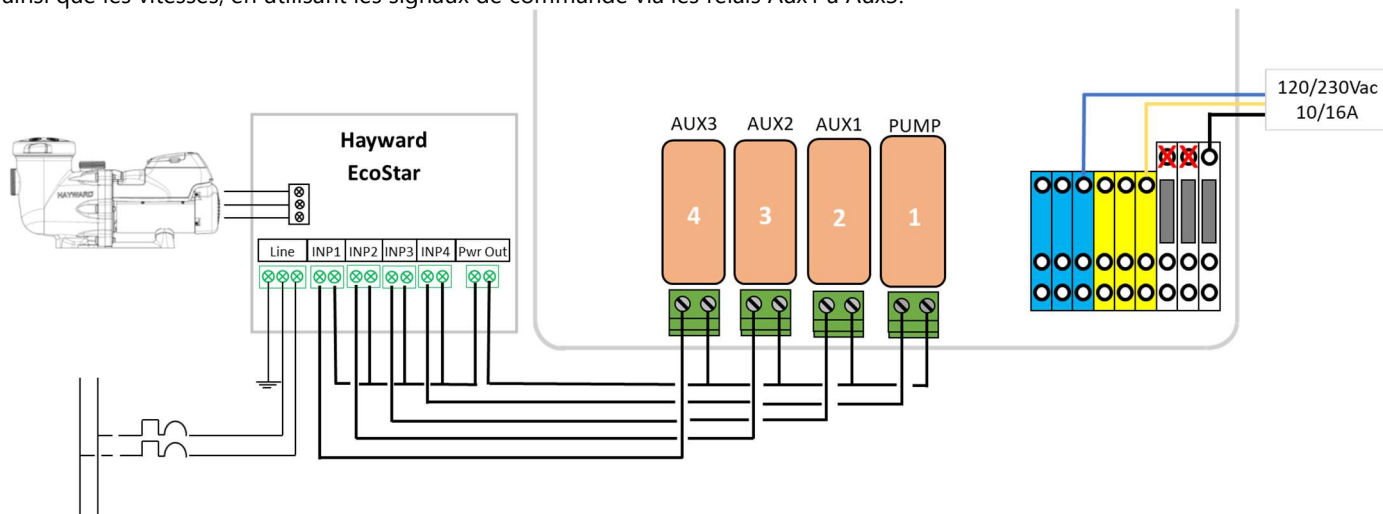 ainsi que les vitesses, en utilisant les signaux de commande via les relais Aux1 à Aux3.
120/230Vac
10/16A
AUX3 AUX2 AUX1 PUMP
Hayward
EcoStar
HAYWARD
4 3 2 1
Line INP1 INP2 INP3 INP4 Pwr Out